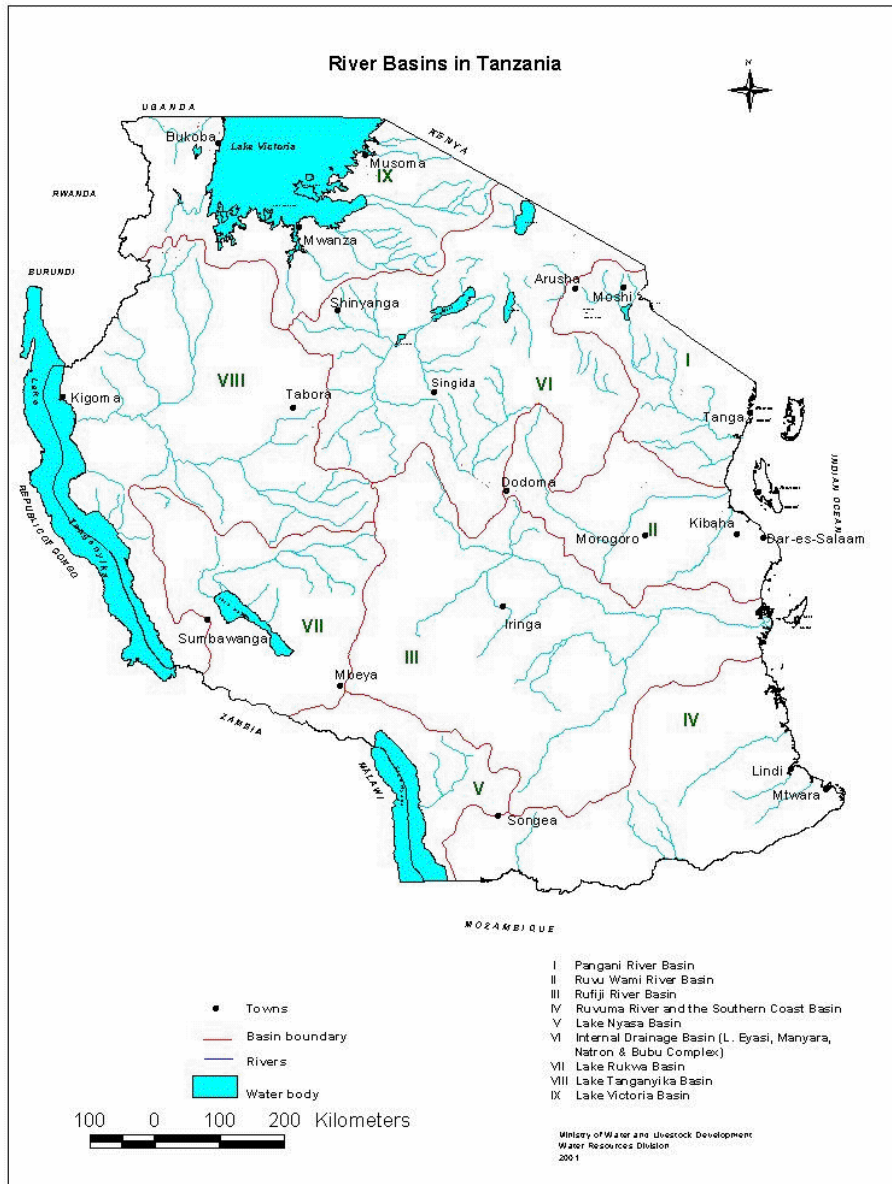 River Basins in Tanzania
N
UGANDA
KENYA
Bukoba
Lake Victoria
Musoma
IX
RWANDA
Mwanza
BURUNDI
Arusha
Moshi
Shinyanga
VIII
Singida
VI
I
Lake
Kigoma
Tabora
Tanga
INDIAN OCEAN
Dodoma
REPUBLIC OF CONGO
Tanganyika
Morogoro
II
Kibaha
Dar-es-Salaam
Iringa
Sumbawanga
VII
III
Mbeya
ZAMBIA
IV
MALAWI
V
Lindi
Mtwara
Songea
MOZAMBIQUE
I Pangani River Basin
II Ruvu Wami River Basin
III Rufiji River Basin
IV Ruvuma River and the Southern Coast Basin
V Lake Nyasa Basin
VI Internal Drainage Basin (L. Eyasi, Manyara,
Natron & Bubu Complex)
VII Lake Rukwa Basin
VIII Lake Tanganyika Basin
IX Lake Victoria Basin
Towns
Basin boundary
Rivers
Water body
100 0 100 200 Kilometers
Ministry of Water and Livestock Development
Water Resources Division
2001